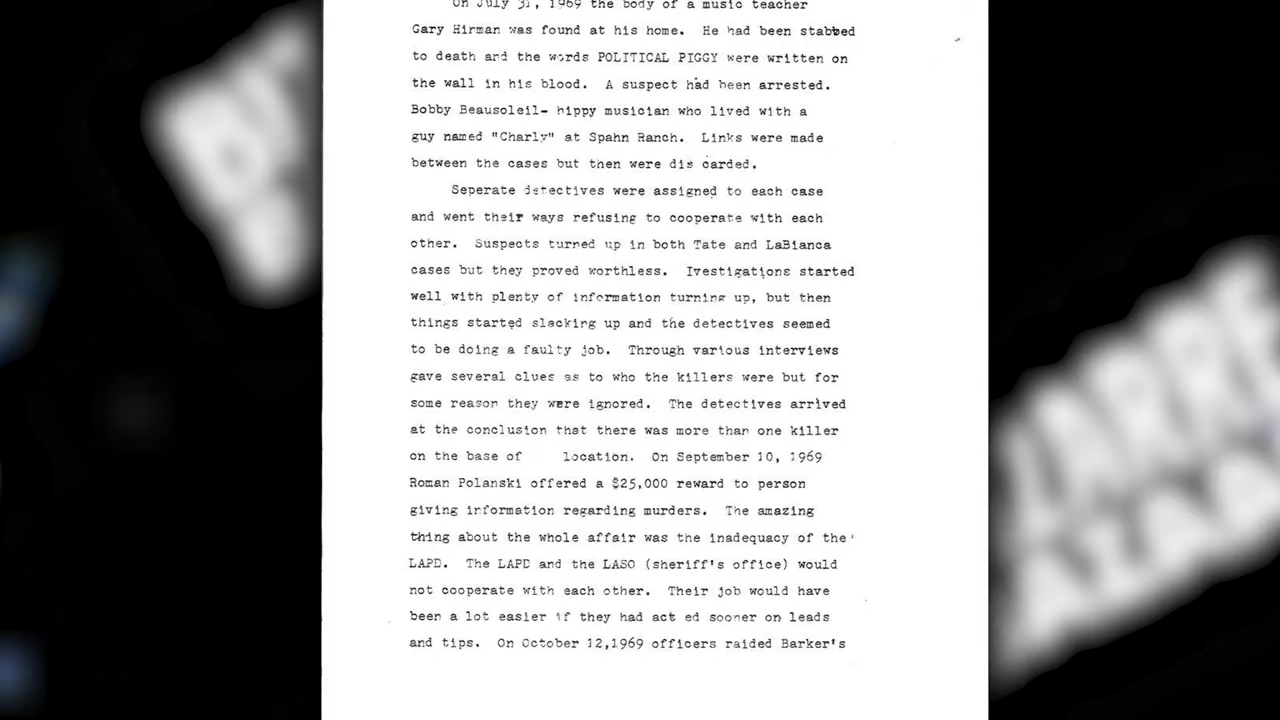 On July 31, 1969 the body of a music teacher
Gary Hirman was found at his home. He had been stabbed
to death and the words POLITICAL PIGGY were written on
the wall in his blood. A suspect had been arrested.
Bobby Beausoleil- hippy musician who lived with a
guy named "Charly" at Spahn Ranch. Links were made
between the cases but then were dis carded.
Seperate detectives were assigned to each case
and went their ways refusing to cooperate with each
other. Suspects turned up in both Tate and LaBianca
cases but they proved worthless. Ivestigations started
well with plenty of information turning up, but then
things started slacking up and the detectives seemed
to be doing a faulty job. Through various interviews
gave several clues as to who the killers were but for
some reason they were ignored. The detectives arrived
at the conclusion that there was more than one killer
on the base of location. On September 10, 1969
Roman Polanski offered a $25,000 reward to person
giving information regarding murders. The amazing
thing about the whole affair was the inadequacy of the
LAPD. The LAPD and the LASO (sheriff's office) would
not cooperate with each other. Their job would have
been a lot easier if they had act ed sooner on leads
and tips. On October 12,1969 officers raided Barker's